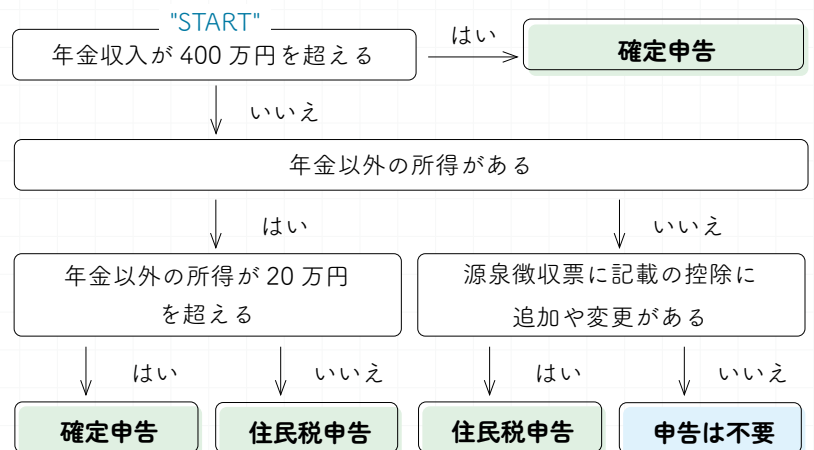 "START"
年金収入が 400 万円を超える
はい
確定申告
いいえ
年金以外の所得がある
はい
いいえ
年金以外の所得が 20 万円
を超える
源泉徴収票に記載の控除に
追加や変更がある
はい
いいえ
はい
いいえ
確定申告
住民税申告
住民税申告
申告は不要